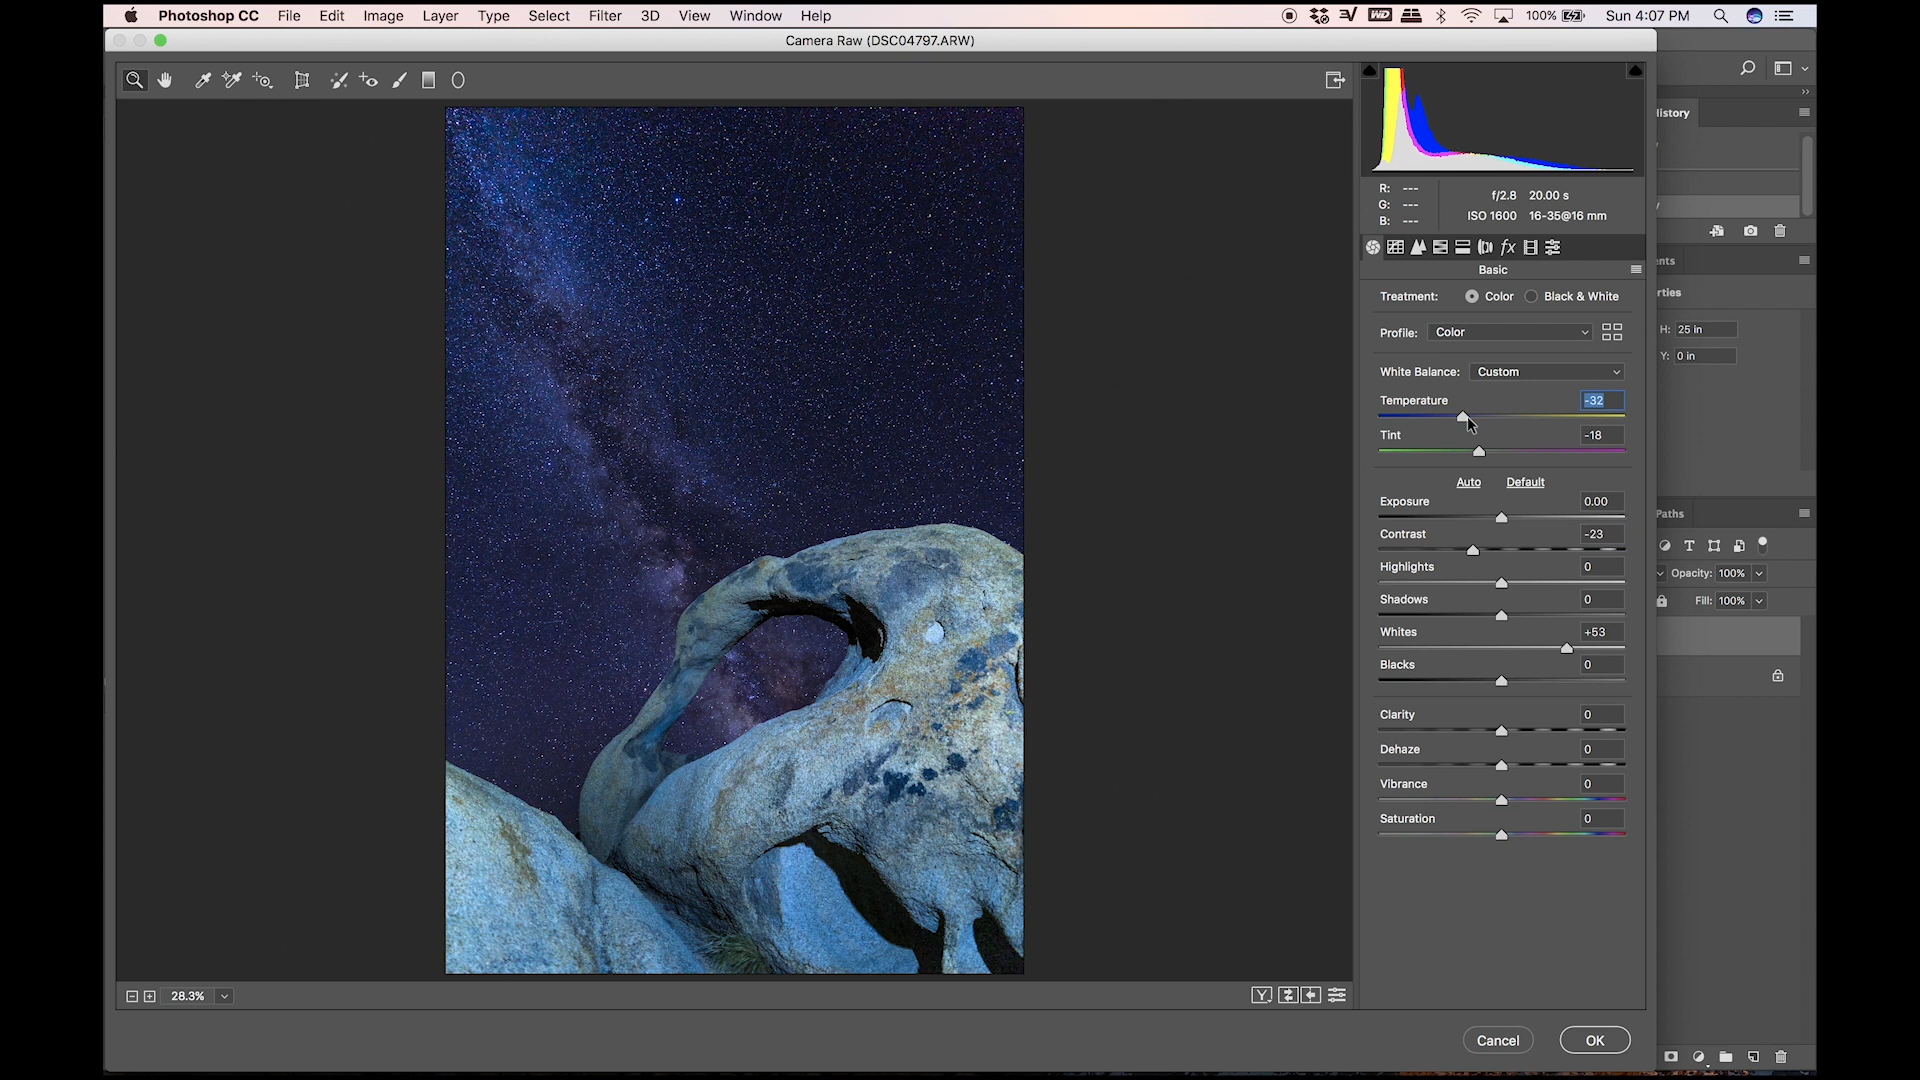 Photoshop CC File Edit Image Layer Type Select Filter 3D View Window Help 100% Sun 4:07 PM
Camera Raw (DSC04797.ARW)
listory
R: --- f/2.8 20.00 s
G: ---
B: --- ISO 1600 16-35@16 mm
fx
Basic
ents
Treatment: Color Black & White
rties
Profile: Color
H: 25 in
Y: 0 in
White Balance: Custom
Temperature -32
Tint -18
Auto Default
Exposure 0.00
Paths
Contrast -23
Highlights 0
Opacity: 100%
Shadows 0
Fill: 100%
Whites +53
Blacks 0
Clarity 0
Dehaze 0
Vibrance 0
Saturation 0
28.3%
Y
Cancel OK